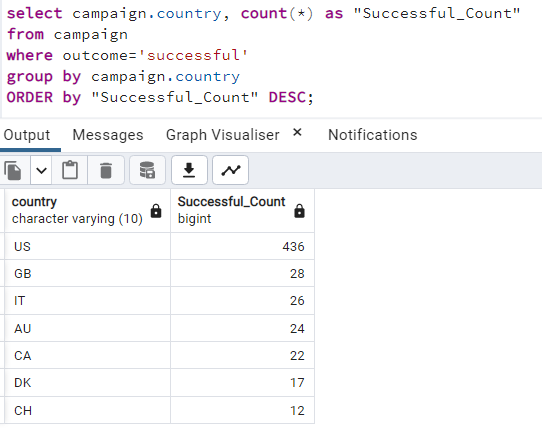 select campaign.country, count(*) as "Successful_Count"
from campaign
where outcome='successful'
group by campaign.country
ORDER by "Successful_Count" DESC;
Output Messages Graph Visualiser × Notifications
country Successful_Count
character varying (10) bigint
US 436
GB 28
IT 26
AU 24
CA 22
DK 17
CH 12